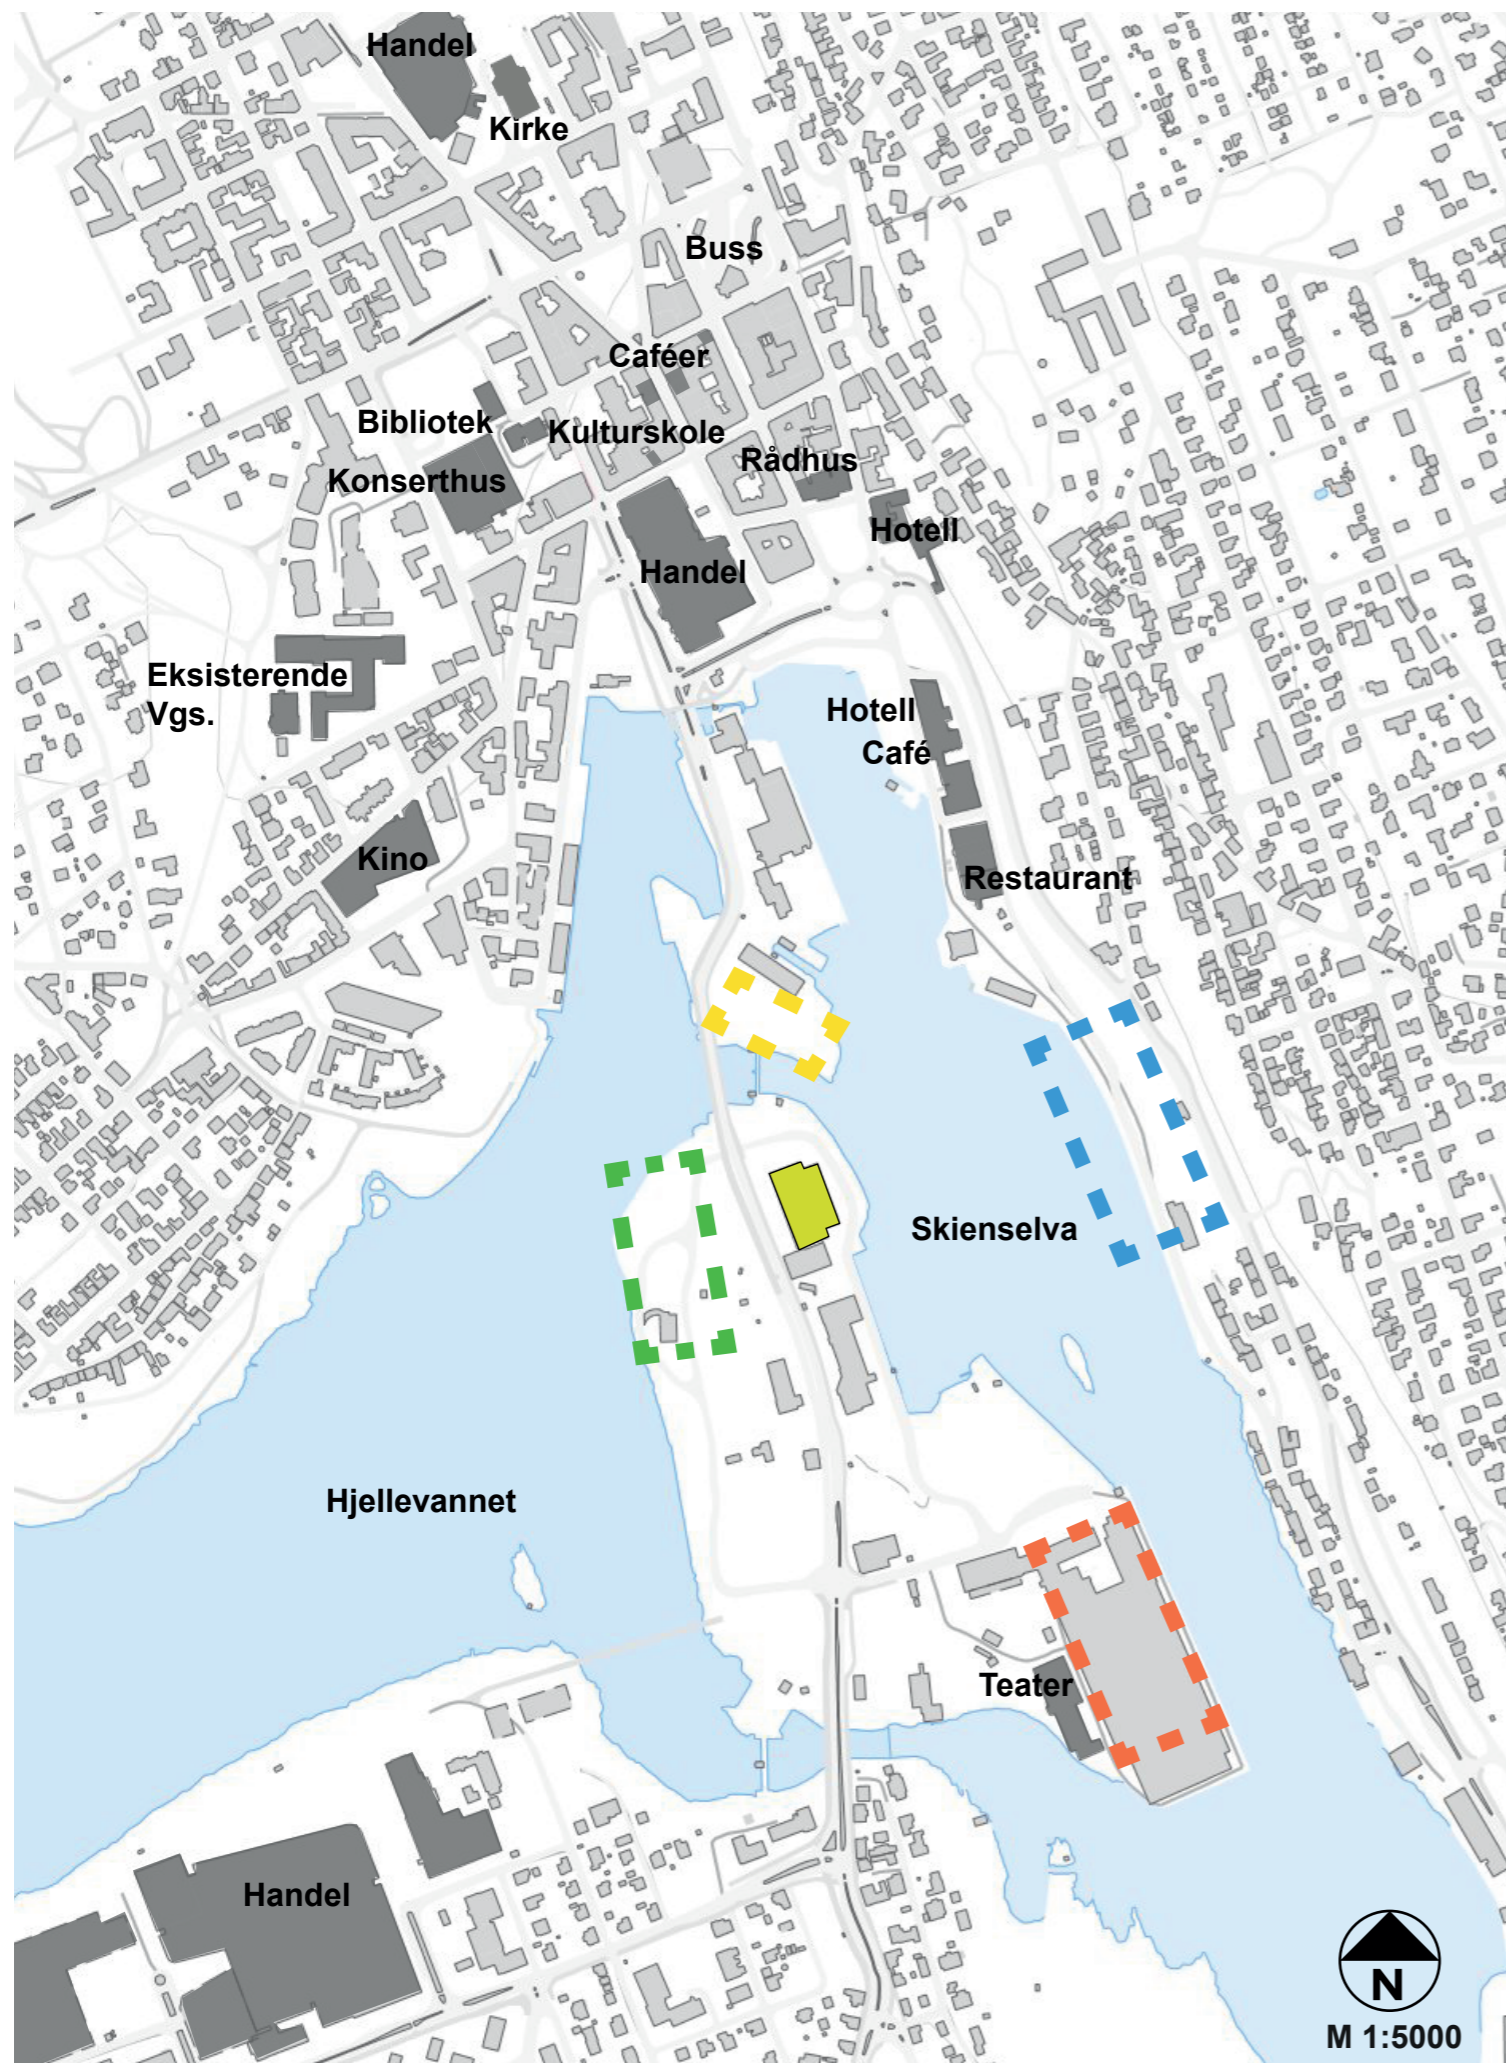 Handel
Kirke
Buss
Caféer
Bibliotek
Kulturskole
Rådhus
Konserthus
Hotell
Handel
Eksisterende
Vgs.
Hotell
Café
Kino
Restaurant
Skienselva
Hjellevannet
Teater
Handel
N
M 1:5000